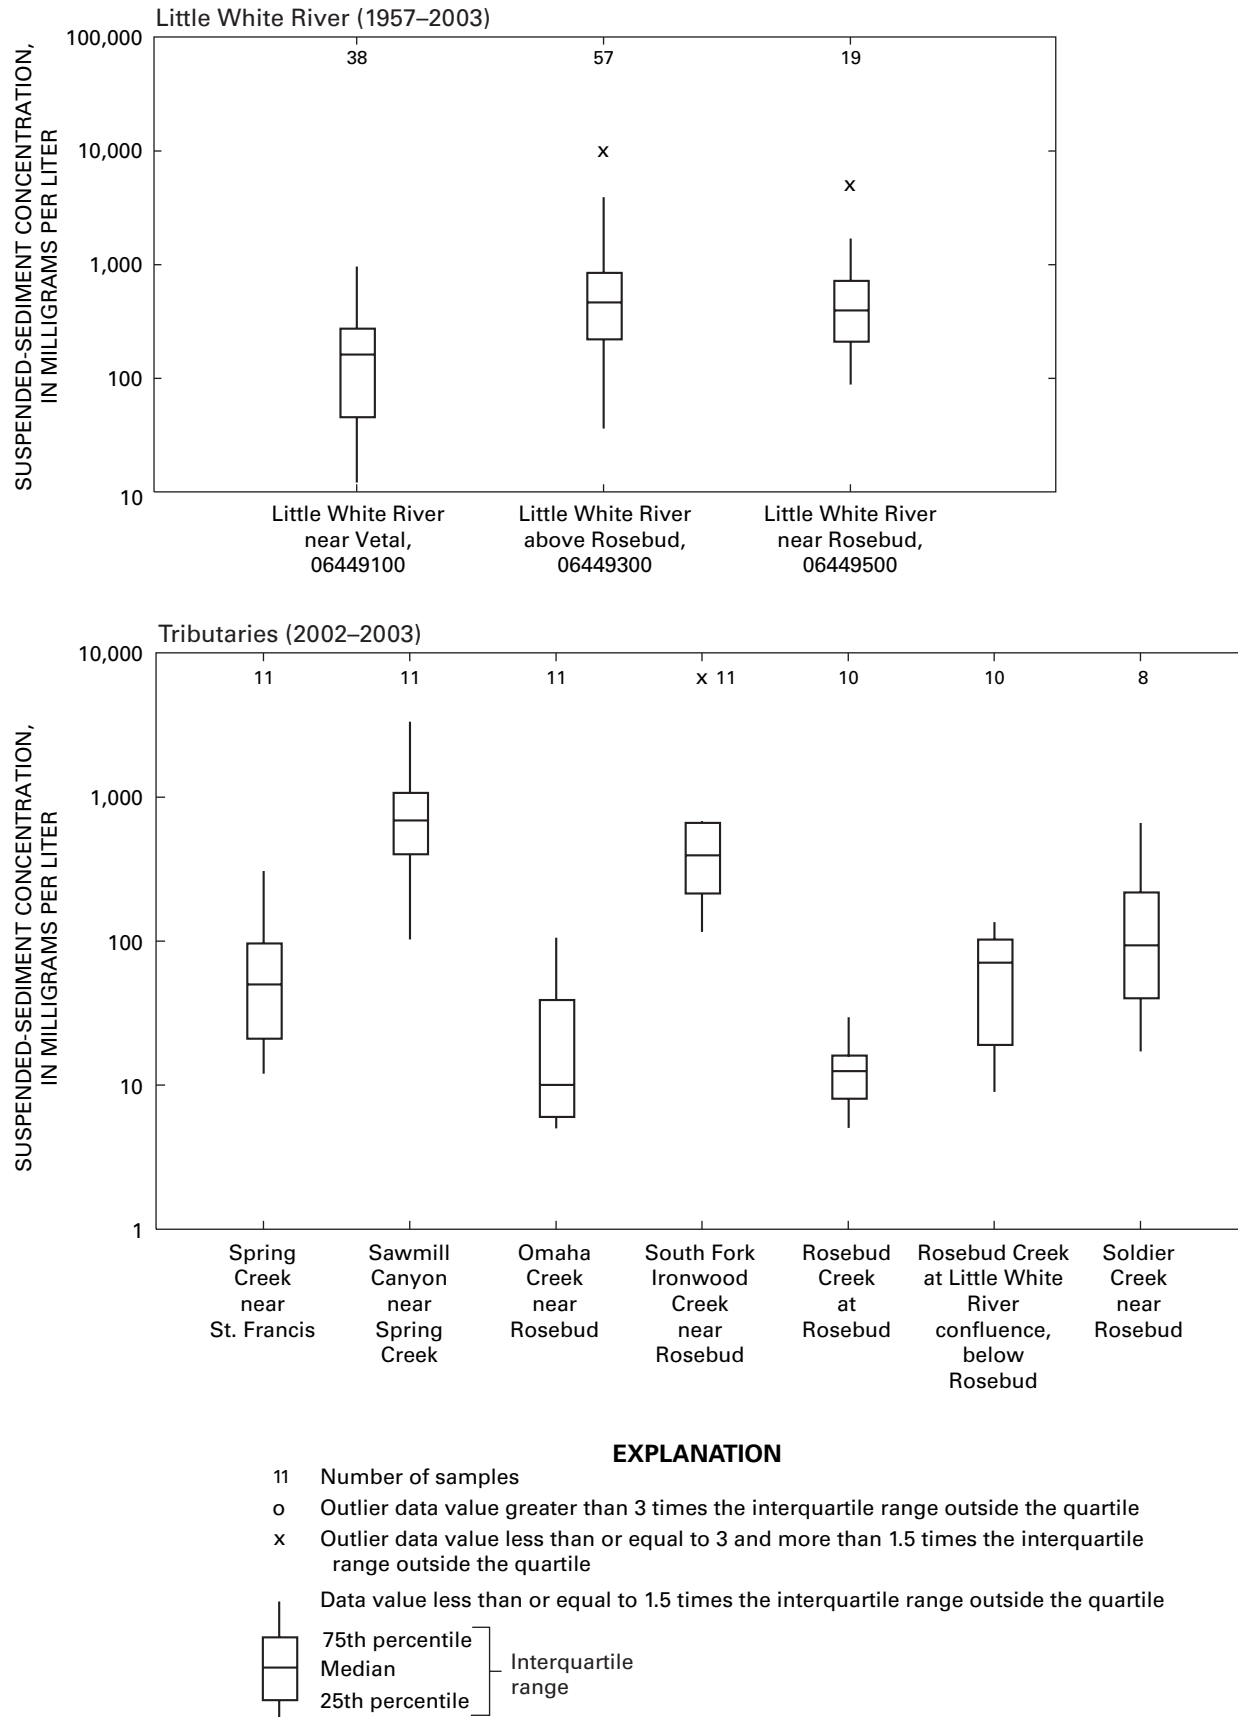 Little White River (1957–2003)
SUSPENDED-SEDIMENT CONCENTRATION,
IN MILLIGRAMS PER LITER
100,000
10,000
1,000
100
10
38
57
19
x
x
Little White River
near Vetal,
06449100
Little White River
above Rosebud,
06449300
Little White River
near Rosebud,
06449500
Tributaries (2002–2003)
SUSPENDED-SEDIMENT CONCENTRATION,
IN MILLIGRAMS PER LITER
10,000
1,000
100
10
1
11
11
11
x 11
10
10
8
Spring
Creek
near
St. Francis
Sawmill
Canyon
near
Spring
Creek
Omaha
Creek
near
Rosebud
South Fork
Ironwood
Creek
near
Rosebud
Rosebud
Creek
at
Rosebud
Rosebud Creek
at Little White
River
confluence,
below
Rosebud
Soldier
Creek
near
Rosebud
EXPLANATION
11 Number of samples
o Outlier data value greater than 3 times the interquartile range outside the quartile
x Outlier data value less than or equal to 3 and more than 1.5 times the interquartile
range outside the quartile
Data value less than or equal to 1.5 times the interquartile range outside the quartile
75th percentile
Median
25th percentile
Interquartile
range